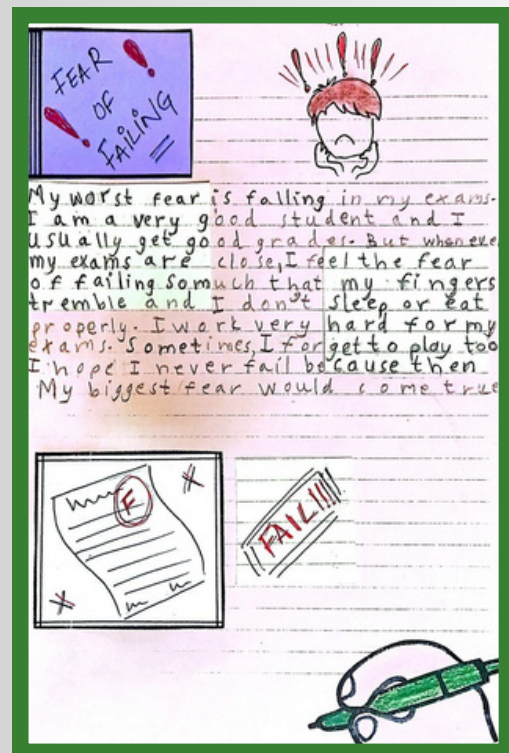 FEAR
OF
FAILING
My worst fear is falling in my exams.
I am a very good student and I
usually get good grades. But wheneve
my exams are close, I feel the fear
of failing so much that my fingers
tremble and I don't sleep or eat
properly. I work very hard for my
exams. Sometimes, I forget to play too
I hope I never fail because then
My biggest fear would come true
F
FAIL!!!